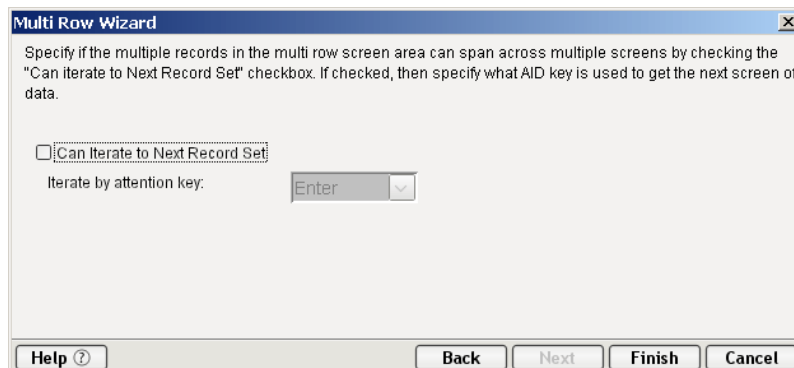 Multi Row Wizard
Specify if the multiple records in the multi row screen area can span across multiple screens by checking the
"Can iterate to Next Record Set" checkbox. If checked, then specify what AID key is used to get the next screen of
data.
Can Iterate to Next Record Set
Iterate by attention key:
Enter
Help ?
Back
Next
Finish
Cancel